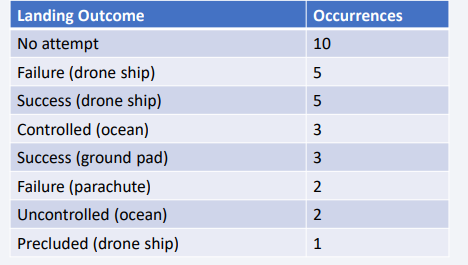 Landing Outcome Occurrences
No attempt 10
Failure (drone ship) 5
Success (drone ship) 5
Controlled (ocean) 3
Success (ground pad) 3
Failure (parachute) 2
Uncontrolled (ocean) 2
Precluded (drone ship) 1